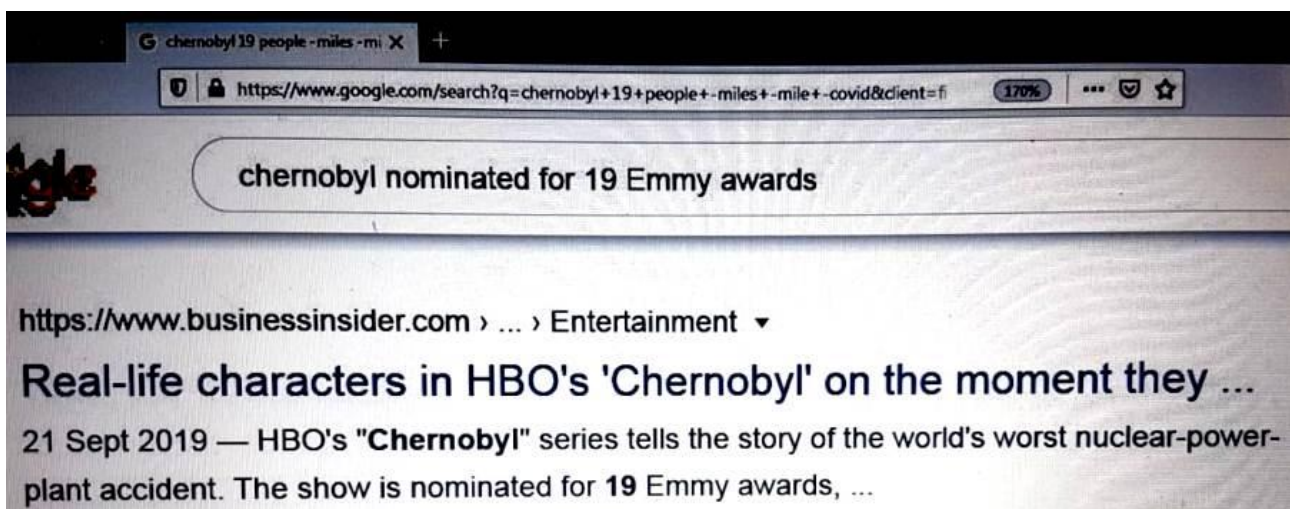 G chernobyl 19 people -miles -mi X +
https://www.google.com/search?q=chernobyl+19+people+-miles+-mile+-covid&client=fi 170% ...
gle
chernobyl nominated for 19 Emmy awards
https://www.businessinsider.com › ... › Entertainment
Real-life characters in HBO's 'Chernobyl' on the moment they ...
21 Sept 2019 — HBO's "Chernobyl" series tells the story of the world's worst nuclear-power-
plant accident. The show is nominated for 19 Emmy awards, ...